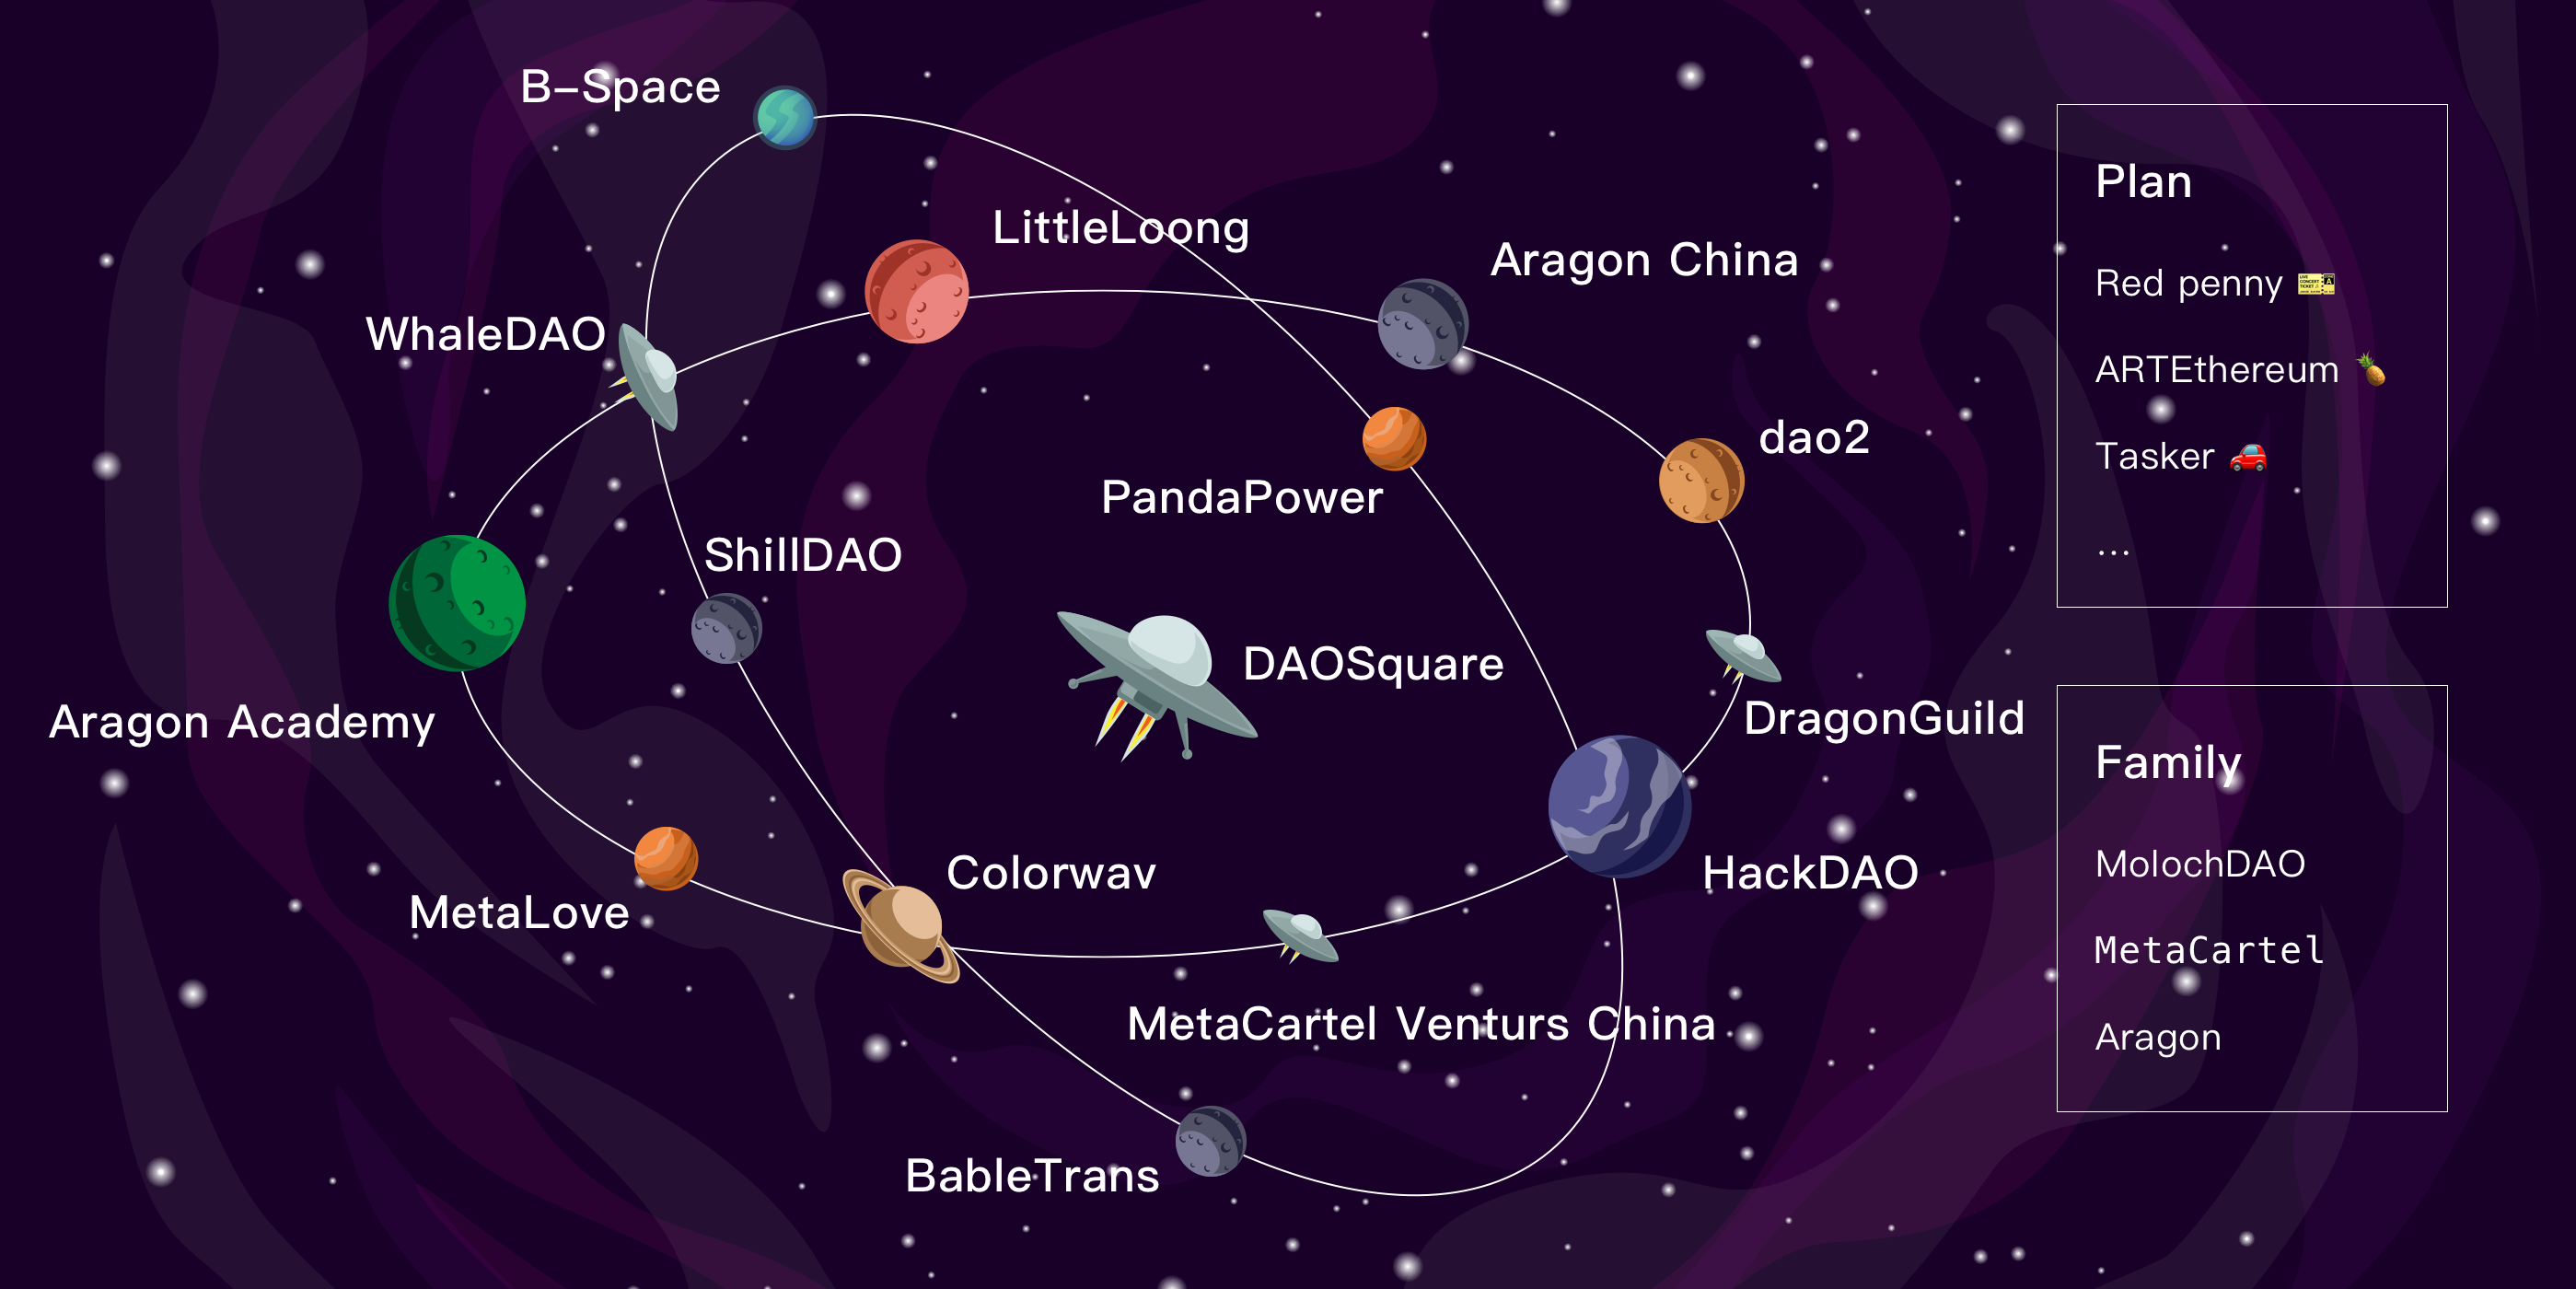 B–Space
LittleLoong
Aragon China
WhaleDAO
dao2
PandaPower
ShillDAO
DAOSquare
Aragon Academy
DragonGuild
Colorwav
HackDAO
MetaLove
MetaCartel Venturs China
BableTrans
Plan
Red penny 🎫
ARTEthereum 🍍
Tasker 🚗
...
Family
MolochDAO
MetaCartel
Aragon